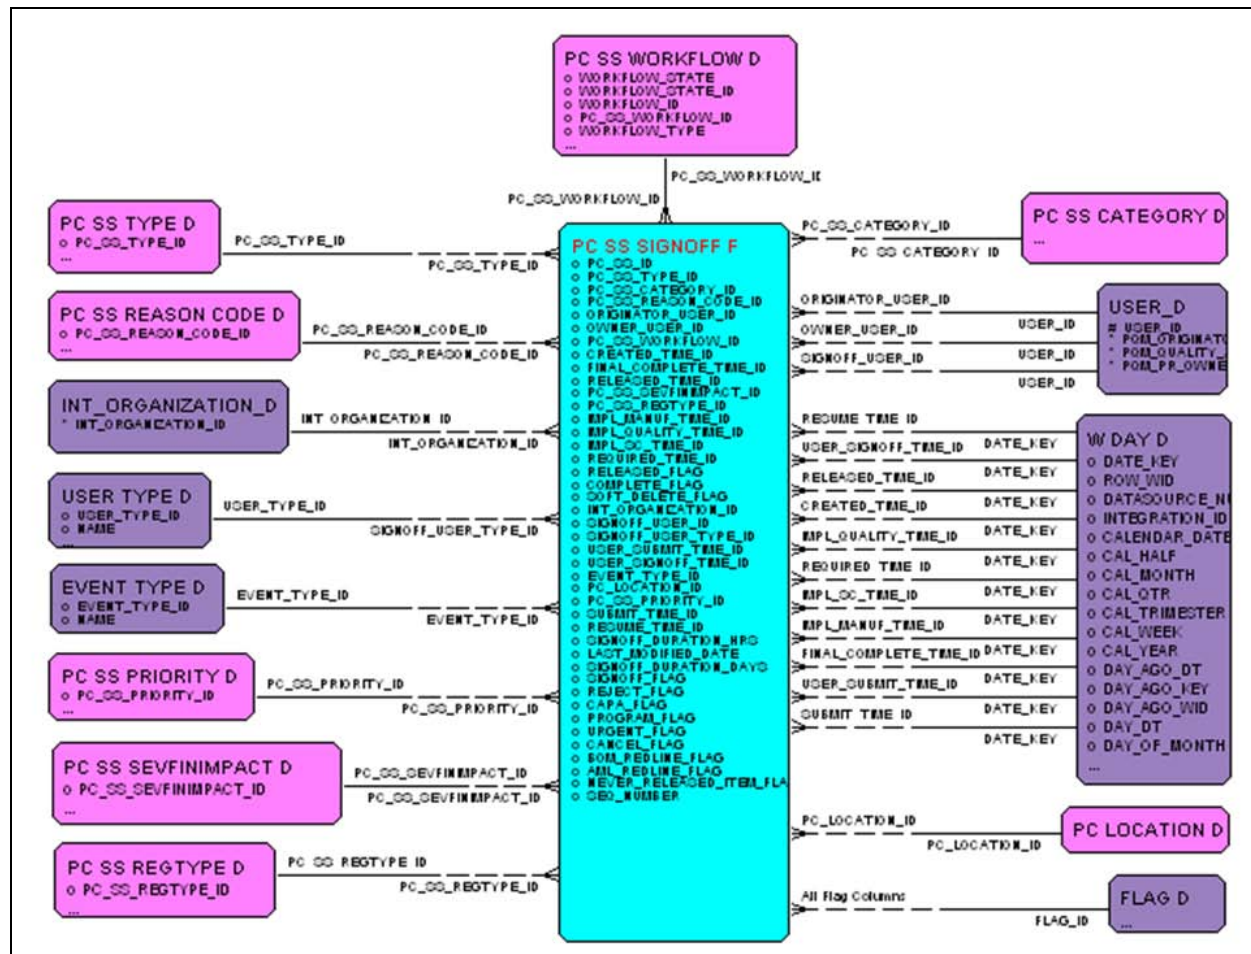 PC SS WORKFLOW D
o WORKFLOW_STATE
o WORKFLOW_STATE_ID
o WORKFLOW_ID
o PC_SS_WORKFLOW_ID
o WORKFLOW_TYPE
...
PC_SS_WORKFLOW_ID
PC_SS_WORKFLOW_ID
PC SS TYPE D
o PC_SS_TYPE_ID
...
PC_SS_TYPE_ID
PC_SS_TYPE_ID
PC SS REASON CODE D
o PC_SS_REASON_CODE_ID
...
PC_SS_REASON_CODE_ID
PC_SS_REASON_CODE_ID
INT_ORGANIZATION_D
* INT_ORGANIZATION_ID
INT ORGANIZATION ID
INT_ORGANIZATION_ID
USER TYPE D
o USER_TYPE_ID
o NAME
...
USER_TYPE_ID
SIGNOFF_USER_TYPE_ID
EVENT TYPE D
o EVENT_TYPE_ID
o NAME
EVENT_TYPE_ID
EVENT_TYPE_ID
PC SS PRIORITY D
o PC_SS_PRIORITY_ID
...
PC_SS_PRIORITY_ID
PC_SS_PRIORITY_ID
PC SS SEVFINIMPACT D
o PC_SS_SEVFINIMPACT_ID
...
PC_SS_SEVFINIMPACT_ID
PC_SS_SEVFINIMPACT_ID
PC SS REGTYPE D
o PC_SS_REGTYPE_ID
...
PC SS REGTYPE ID
PC_SS_REGTYPE_ID
PC SS SIGNOFF F
o PC_SS_ID
o PC_SS_TYPE_ID
o PC_SS_CATEGORY_ID
o PC_SS_REASON_CODE_ID
o ORIGINATOR_USER_ID
o OWNER_USER_ID
o PC_SS_WORKFLOW_ID
o CREATED_TIME_ID
o FINAL_COMPLETE_TIME_ID
o RELEASED_TIME_ID
o PC_SS_SEVFINIMPACT_ID
o PC_SS_REGTYPE_ID
o IMPL_MANUF_TIME_ID
o IMPL_QUALITY_TIME_ID
o IMPL_SC_TIME_ID
o REQUIRED_TIME_ID
o RELEASED_FLAG
o COMPLETE_FLAG
o SOFT_DELETE_FLAG
o INT_ORGANIZATION_ID
o SIGNOFF_USER_ID
o SIGNOFF_USER_TYPE_ID
o USER_SUBMIT_TIME_ID
o USER_SIGNOFF_TIME_ID
o EVENT_TYPE_ID
o PC_LOCATION_ID
o PC_SS_PRIORITY_ID
o SUBMIT_TIME_ID
o RESUME_TIME_ID
o SIGNOFF_DURATION_HRS
o LAST_MODIFIED_DATE
o SIGNOFF_DURATION_DAYS
o SIGNOFF_FLAG
o REJECT_FLAG
o CAPA_FLAG
o PROGRAM_FLAG
o URGENT_FLAG
o CANCEL_FLAG
o BOM_REDLINE_FLAG
o AML_REDLINE_FLAG
o NEVER_RELEASED_ITEM_FLA
o SEQ_NUMBER
PC_SS_CATEGORY_ID
PC SS CATEGORY ID
PC SS CATEGORY D
...
ORIGINATOR_USER_ID
USER_ID
OWNER_USER_ID
USER_ID
SIGNOFF_USER_ID
USER_ID
USER_D
# USER_ID
* POM_ORIGINATO
* POM_QUALITY_
* POM_PR_OWNE
RESUME TIME ID
DATE_KEY
USER_SIGNOFF_TIME_ID
DATE_KEY
RELEASED_TIME_ID
DATE_KEY
CREATED_TIME_ID
DATE_KEY
IMPL_QUALITY_TIME_ID
DATE_KEY
REQUIRED TIME ID
DATE_KEY
IMPL_SC_TIME_ID
DATE_KEY
IMPL_MANUF_TIME_ID
DATE_KEY
FINAL_COMPLETE_TIME_ID
DATE_KEY
USER_SUBMIT_TIME_ID
DATE_KEY
SUBMIT TIME ID
DATE_KEY
W DAY D
o DATE_KEY
o ROW_WID
o DATASOURCE_NU
o INTEGRATION_ID
o CALENDAR_DATE
o CAL_HALF
o CAL_MONTH
o CAL_QTR
o CAL_TRIMESTER
o CAL_WEEK
o CAL_YEAR
o DAY_AGO_DT
o DAY_AGO_KEY
o DAY_AGO_WID
o DAY_DT
o DAY_OF_MONTH
...
PC_LOCATION_ID
PC_LOCATION_ID
PC LOCATION D
All Flag Columns
FLAG_ID
FLAG D
...